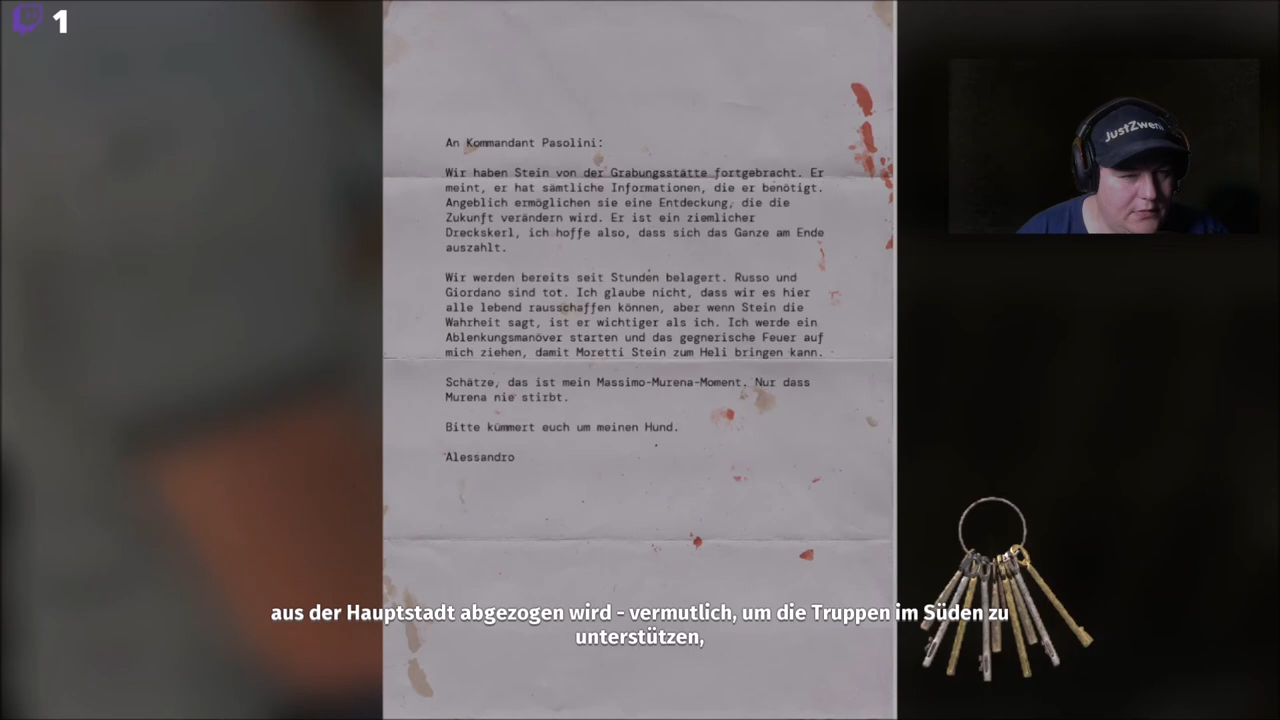 1
JustZwerk
An Kommandant Pasolini:
Wir haben Stein von der Grabungsstätte fortgebracht. Er
meint, er hat sämtliche Informationen, die er benötigt.
Angeblich ermöglichen sie eine Entdeckung, die die
Zukunft verändern wird. Er ist ein ziemlicher
Dreckskerl, ich hoffe also, dass sich das Ganze am Ende
auszahlt.
Wir werden bereits seit Stunden belagert. Russo und
Giordano sind tot. Ich glaube nicht, dass wir es hier
alle lebend rausschaffen können, aber wenn Stein die
Wahrheit sagt, ist er wichtiger als ich. Ich werde ein
Ablenkungsmanöver starten und das gegnerische Feuer auf
mich ziehen, damit Moretti Stein zum Heli bringen kann.
Schätze, das ist mein Massimo-Murena-Moment. Nur dass
Murena nie stirbt.
Bitte kümmert euch um meinen Hund.
Alessandro
aus der Hauptstadt abgezogen wird - vermutlich, um die Truppen im Süden zu
unterstützen,